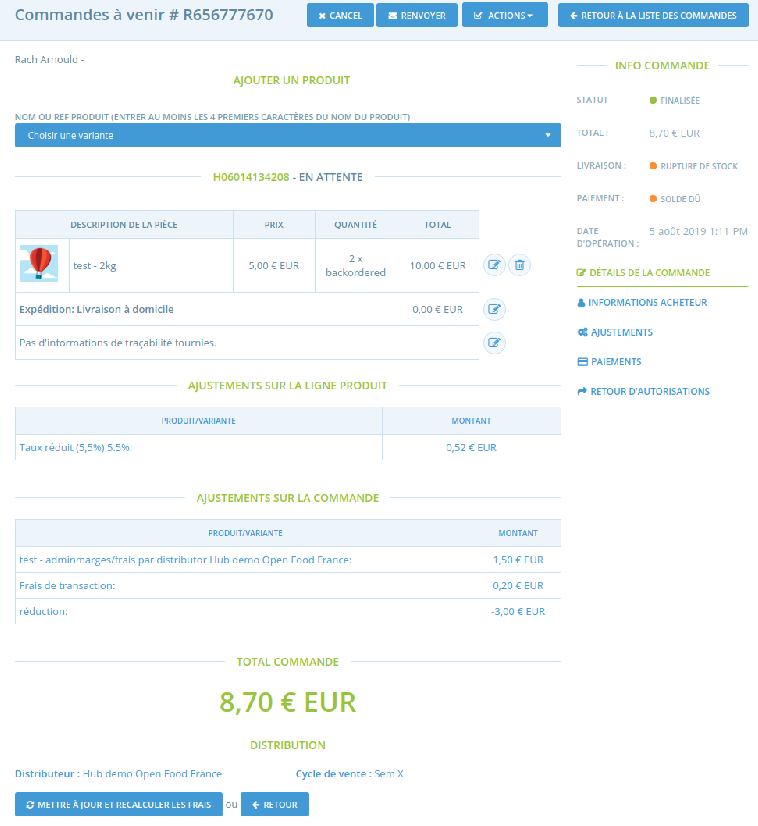 Commandes à venir # R656777670
CANCEL
RENVOYER
ACTIONS
RETOUR À LA LISTE DES COMMANDES
Rach Arnould -
AJOUTER UN PRODUIT
NOM OU REF PRODUIT (ENTRER AU MOINS LES 4 PREMIERS CARACTÈRES DU NOM DU PRODUIT)
Choisir une variante
H06014134208 - EN ATTENTE
DESCRIPTION DE LA PIÈCE PRIX QUANTITÉ TOTAL
test - 2kg 5,00 € EUR 2 x backordered 10,00 € EUR
Expédition: Livraison à domicile 0,00 € EUR
Pas d'informations de traçabilité fournies.
AJUSTEMENTS SUR LA LIGNE PRODUIT
PRODUIT/VARIANTE MONTANT
Taux réduit (5,5%) 5.5%: 0,52 € EUR
AJUSTEMENTS SUR LA COMMANDE
PRODUIT/VARIANTE MONTANT
test - adminmarges/frais par distributor Hub demo Open Food France: 1,50 € EUR
Frais de transaction: 0,20 € EUR
réduction: -3,00 € EUR
TOTAL COMMANDE
8,70 € EUR
DISTRIBUTION
Distributeur : Hub demo Open Food France Cycle de vente : Sem X
METTRE À JOUR ET RECALCULER LES FRAIS ou RETOUR
INFO COMMANDE
STATUT FINALISÉE
TOTAL : 8,70 € EUR
LIVRAISON : RUPTURE DE STOCK
PAIEMENT : SOLDE DÛ
DATE D'OPÉRATION : 5 août 2019 1:11 PM
DÉTAILS DE LA COMMANDE
INFORMATIONS ACHETEUR
AJUSTEMENTS
PAIEMENTS
RETOUR D'AUTORISATIONS